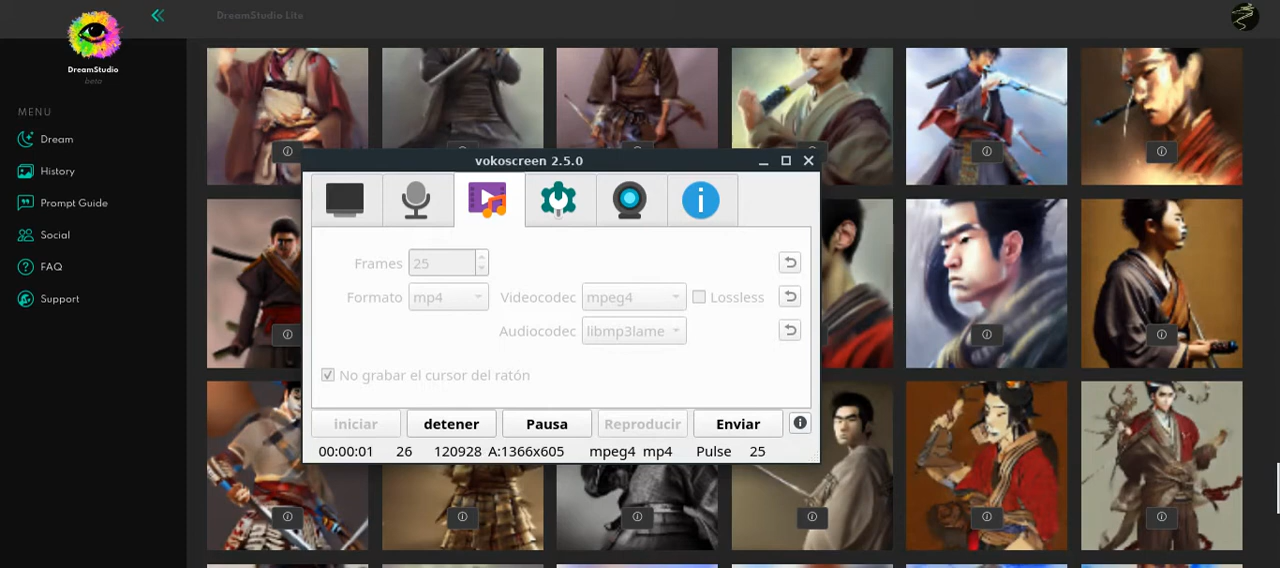 DreamStudio Lite
DreamStudio
beta
MENU
Dream
History
Prompt Guide
Social
FAQ
Support
vokoscreen 2.5.0
Frames 25
Formato mp4 Videocodec mpeg4 Lossless
Audiocodec libmp3lame
No grabar el cursor del ratón
iniciar detener Pausa Reproducir Enviar
00:00:01 26 120928 A:1366x605 mpeg4 mp4 Pulse 25